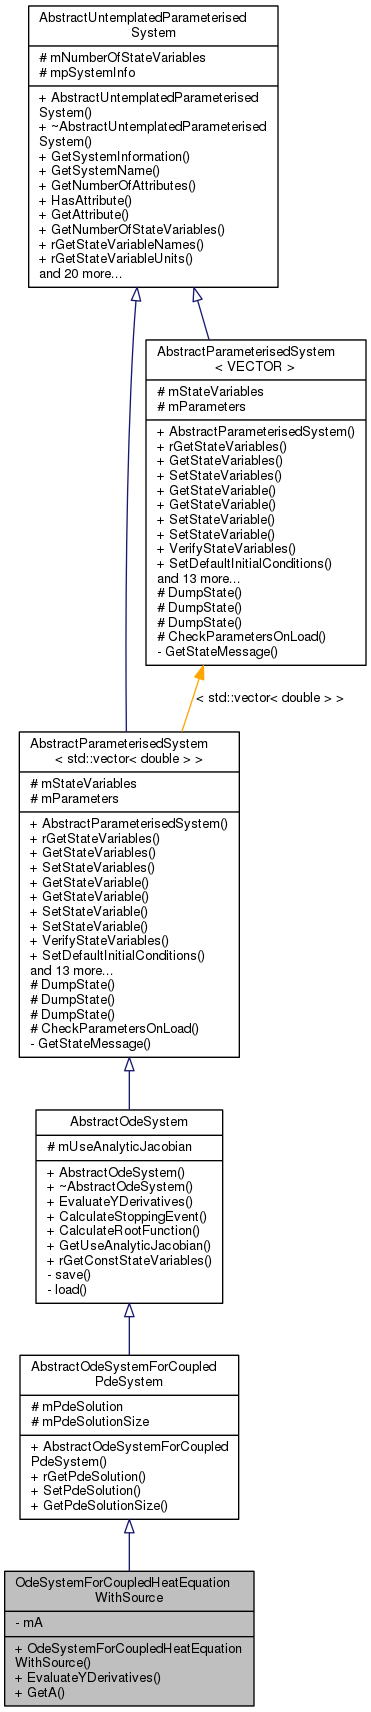 AbstractUntemplatedParameterised
System
# mNumberOfStateVariables
# mpSystemInfo
+ AbstractUntemplatedParameterised
System()
+ ~AbstractUntemplatedParameterised
System()
+ GetSystemInformation()
+ GetSystemName()
+ GetNumberOfAttributes()
+ HasAttribute()
+ GetAttribute()
+ GetNumberOfStateVariables()
+ rGetStateVariableNames()
+ rGetStateVariableUnits()
and 20 more...
AbstractParameterisedSystem
< VECTOR >
# mStateVariables
# mParameters
+ AbstractParameterisedSystem()
+ rGetStateVariables()
+ GetStateVariables()
+ SetStateVariables()
+ GetStateVariable()
+ GetStateVariable()
+ SetStateVariable()
+ SetStateVariable()
+ VerifyStateVariables()
+ SetDefaultInitialConditions()
and 13 more...
# DumpState()
# DumpState()
# DumpState()
# CheckParametersOnLoad()
- GetStateMessage()
< std::vector< double > >
AbstractParameterisedSystem
< std::vector< double > >
# mStateVariables
# mParameters
+ AbstractParameterisedSystem()
+ rGetStateVariables()
+ GetStateVariables()
+ SetStateVariables()
+ GetStateVariable()
+ GetStateVariable()
+ SetStateVariable()
+ SetStateVariable()
+ VerifyStateVariables()
+ SetDefaultInitialConditions()
and 13 more...
# DumpState()
# DumpState()
# DumpState()
# CheckParametersOnLoad()
- GetStateMessage()
AbstractOdeSystem
# mUseAnalyticJacobian
+ AbstractOdeSystem()
+ ~AbstractOdeSystem()
+ EvaluateYDerivatives()
+ CalculateStoppingEvent()
+ CalculateRootFunction()
+ GetUseAnalyticJacobian()
+ rGetConstStateVariables()
- save()
- load()
AbstractOdeSystemForCoupled
PdeSystem
# mPdeSolution
# mPdeSolutionSize
+ AbstractOdeSystemForCoupled
PdeSystem()
+ rGetPdeSolution()
+ SetPdeSolution()
+ GetPdeSolutionSize()
OdeSystemForCoupledHeatEquation
WithSource
- mA
+ OdeSystemForCoupledHeatEquation
WithSource()
+ EvaluateYDerivatives()
+ GetA()